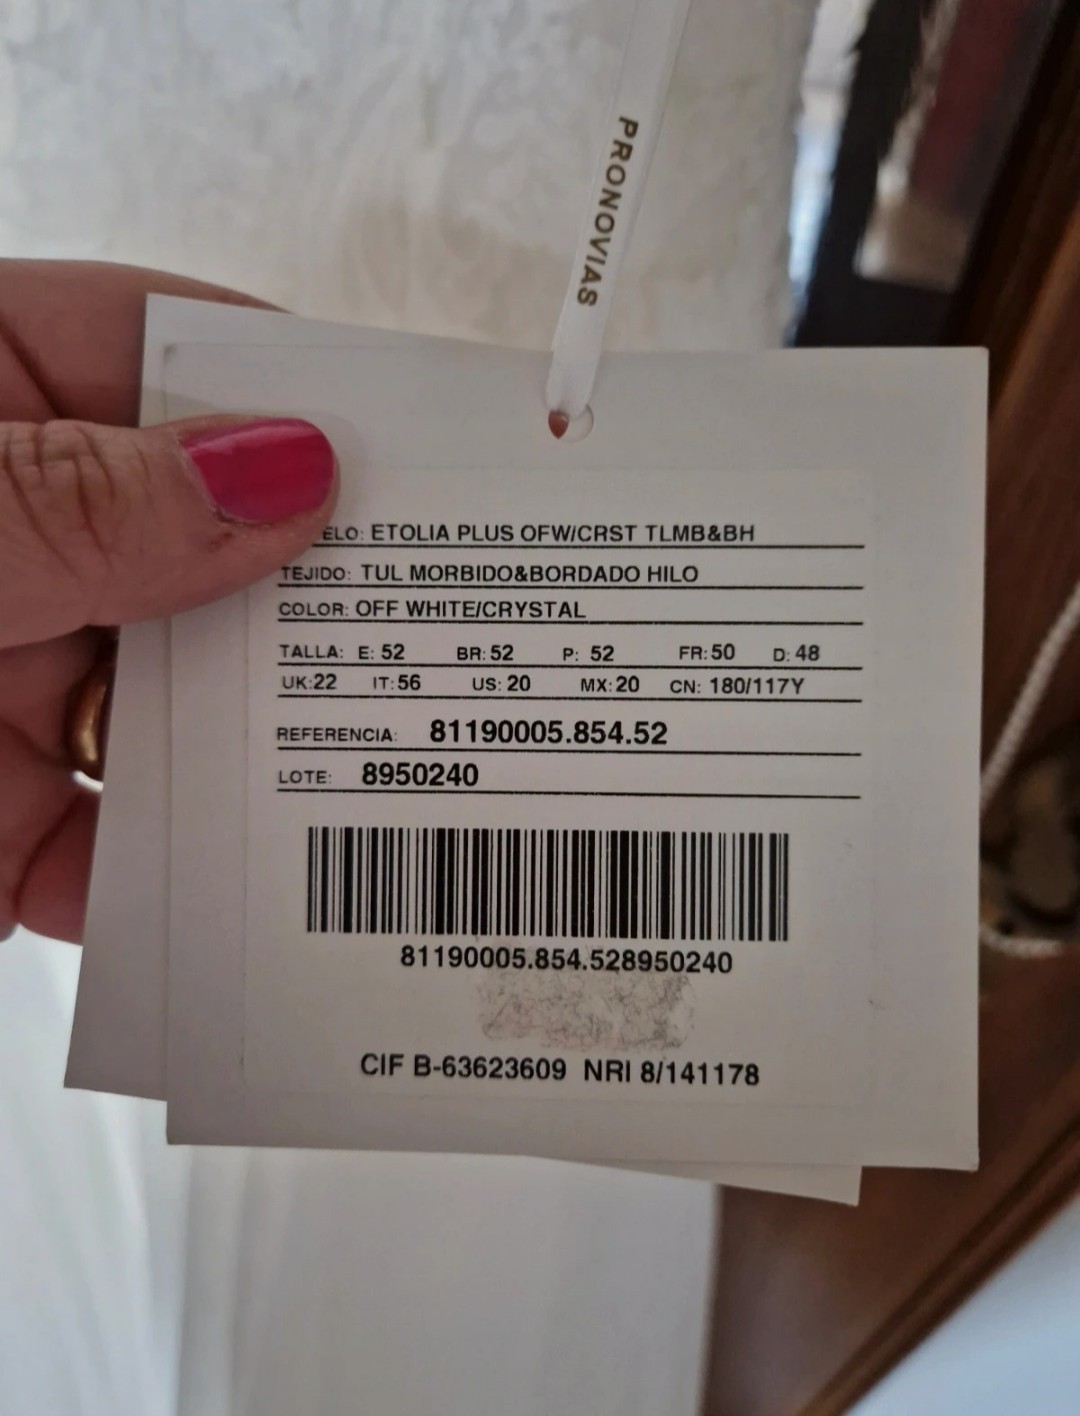 PRONOVIAS
ELO: ETOLIA PLUS OFW/CRST TLMB&BH
TEJIDO: TUL MORBIDO&BORDADO HILO
COLOR: OFF WHITE/CRYSTAL
TALLA: E: 52 BR: 52 P: 52 FR: 50 D: 48
UK:22 IT:56 US: 20 MX:20 CN: 180/117Y
REFERENCIA: 81190005.854.52
LOTE: 8950240
81190005.854.528950240
CIF B-63623609 NRI 8/141178